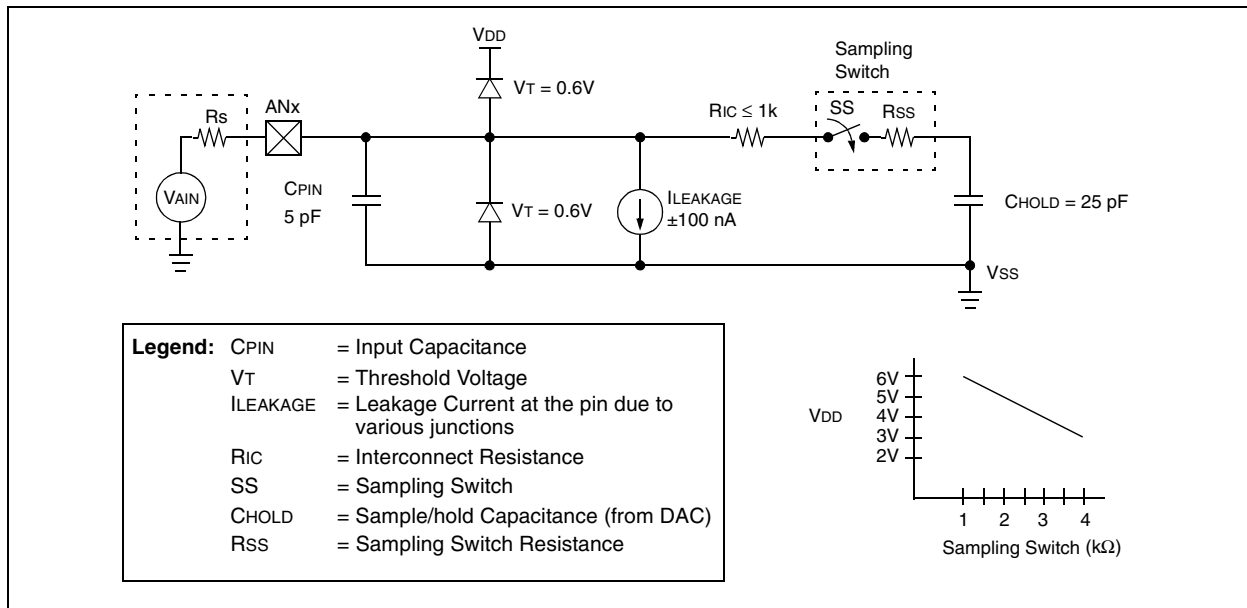 VDD
Sampling
Switch
VT = 0.6V
ANx
RIC ≤ 1k
SS
RSS
Rs
VAIN
CPIN
5 pF
VT = 0.6V
ILEAKAGE
±100 nA
CHOLD = 25 pF
VSS
Legend: CPIN = Input Capacitance
VT = Threshold Voltage
ILEAKAGE = Leakage Current at the pin due to
various junctions
RIC = Interconnect Resistance
SS = Sampling Switch
CHOLD = Sample/hold Capacitance (from DAC)
RSS = Sampling Switch Resistance
6V
5V
VDD
4V
3V
2V
1 2 3 4
Sampling Switch (kΩ)